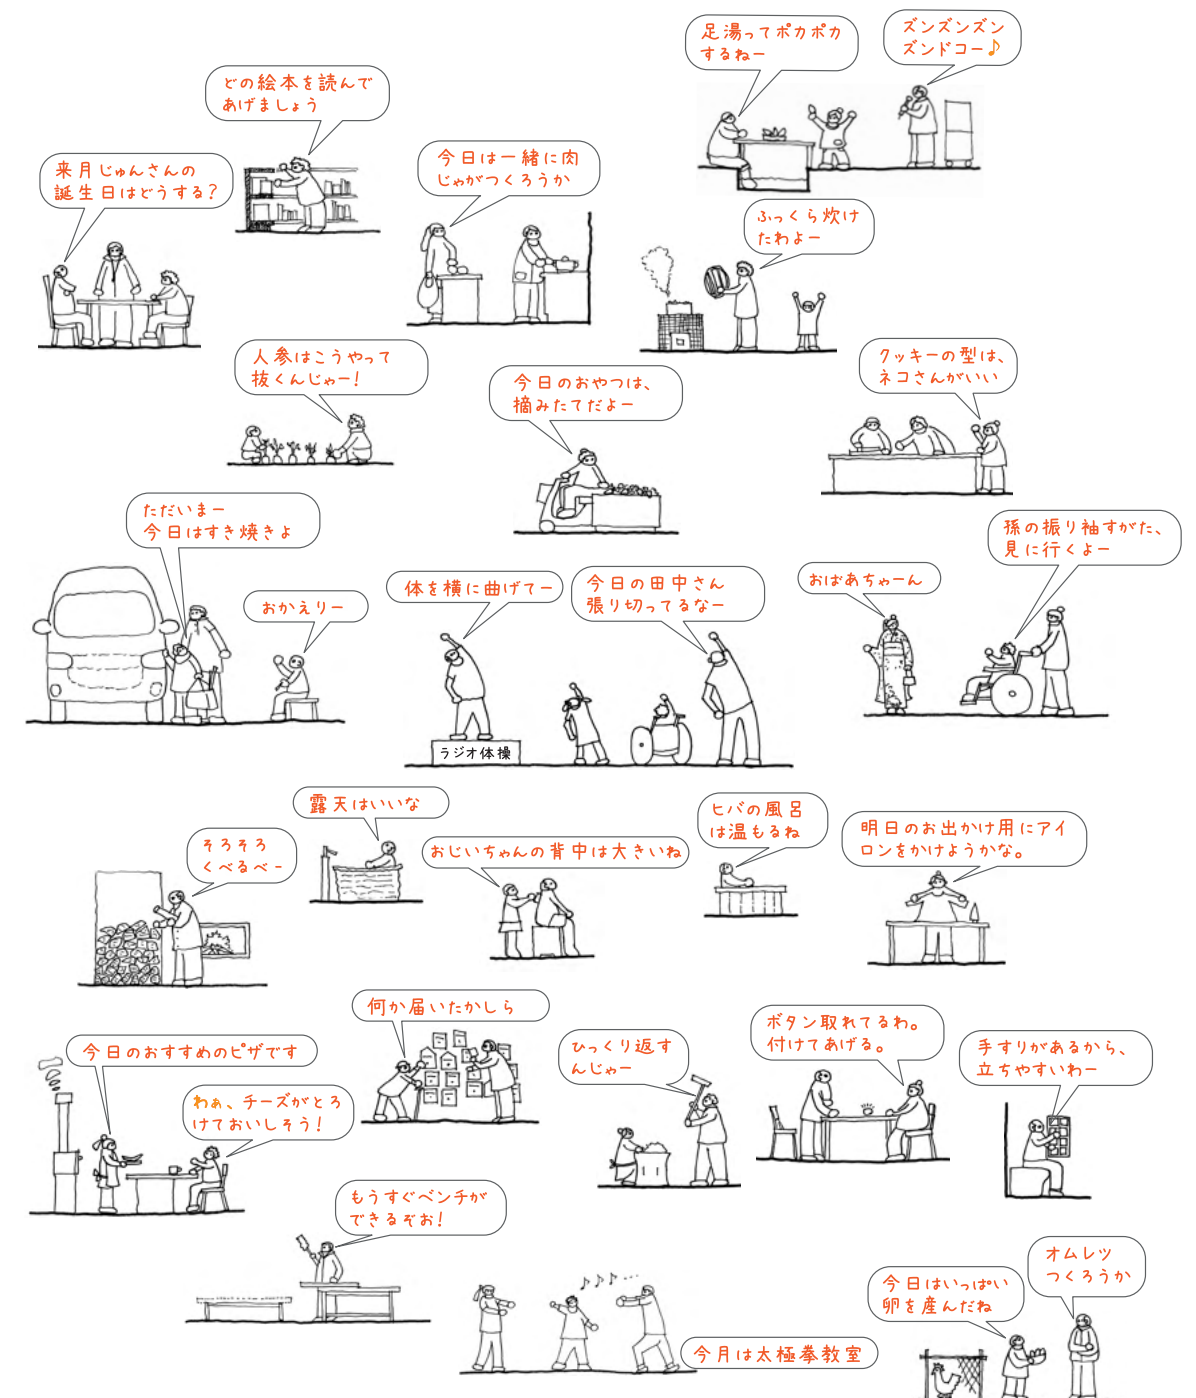 足湯ってポカポカ
するねー
ズンズンズン
ズンドコー♪
どの絵本を読んで
あげましょう
来月じゅんさんの
誕生日はどうする?
今日は一緒に肉
じゃがつくろうか
ふっくら炊け
たわよー
人参はこうやって
抜くんじゃー!
今日のおやつは、
摘みたてだよー
クッキーの型は、
ネコさんがいい
ただいまー
今日はすき焼きよ
おかえりー
体を横に曲げてー
今日の田中さん
張り切ってるなー
ラジオ体操
おばあちゃーん
孫の振り袖すがた、
見に行くよー
露天はいいな
そろそろ
くべるべー
おじいちゃんの背中は大きいね
ヒバの風呂
は温もるね
明日のお出かけ用にアイ
ロンをかけようかな。
何か届いたかしら
今日のおすすめのピザです
わぁ、チーズがとろ
けておいしそう!
ひっくり返す
んじゃー
ボタン取れてるわ。
付けてあげる。
手すりがあるから、
立ちやすいわー
もうすぐベンチが
できるぞお!
♪♪♪…
今月は太極拳教室
今日はいっぱい
卵を産んだね
オムレツ
つくろうか